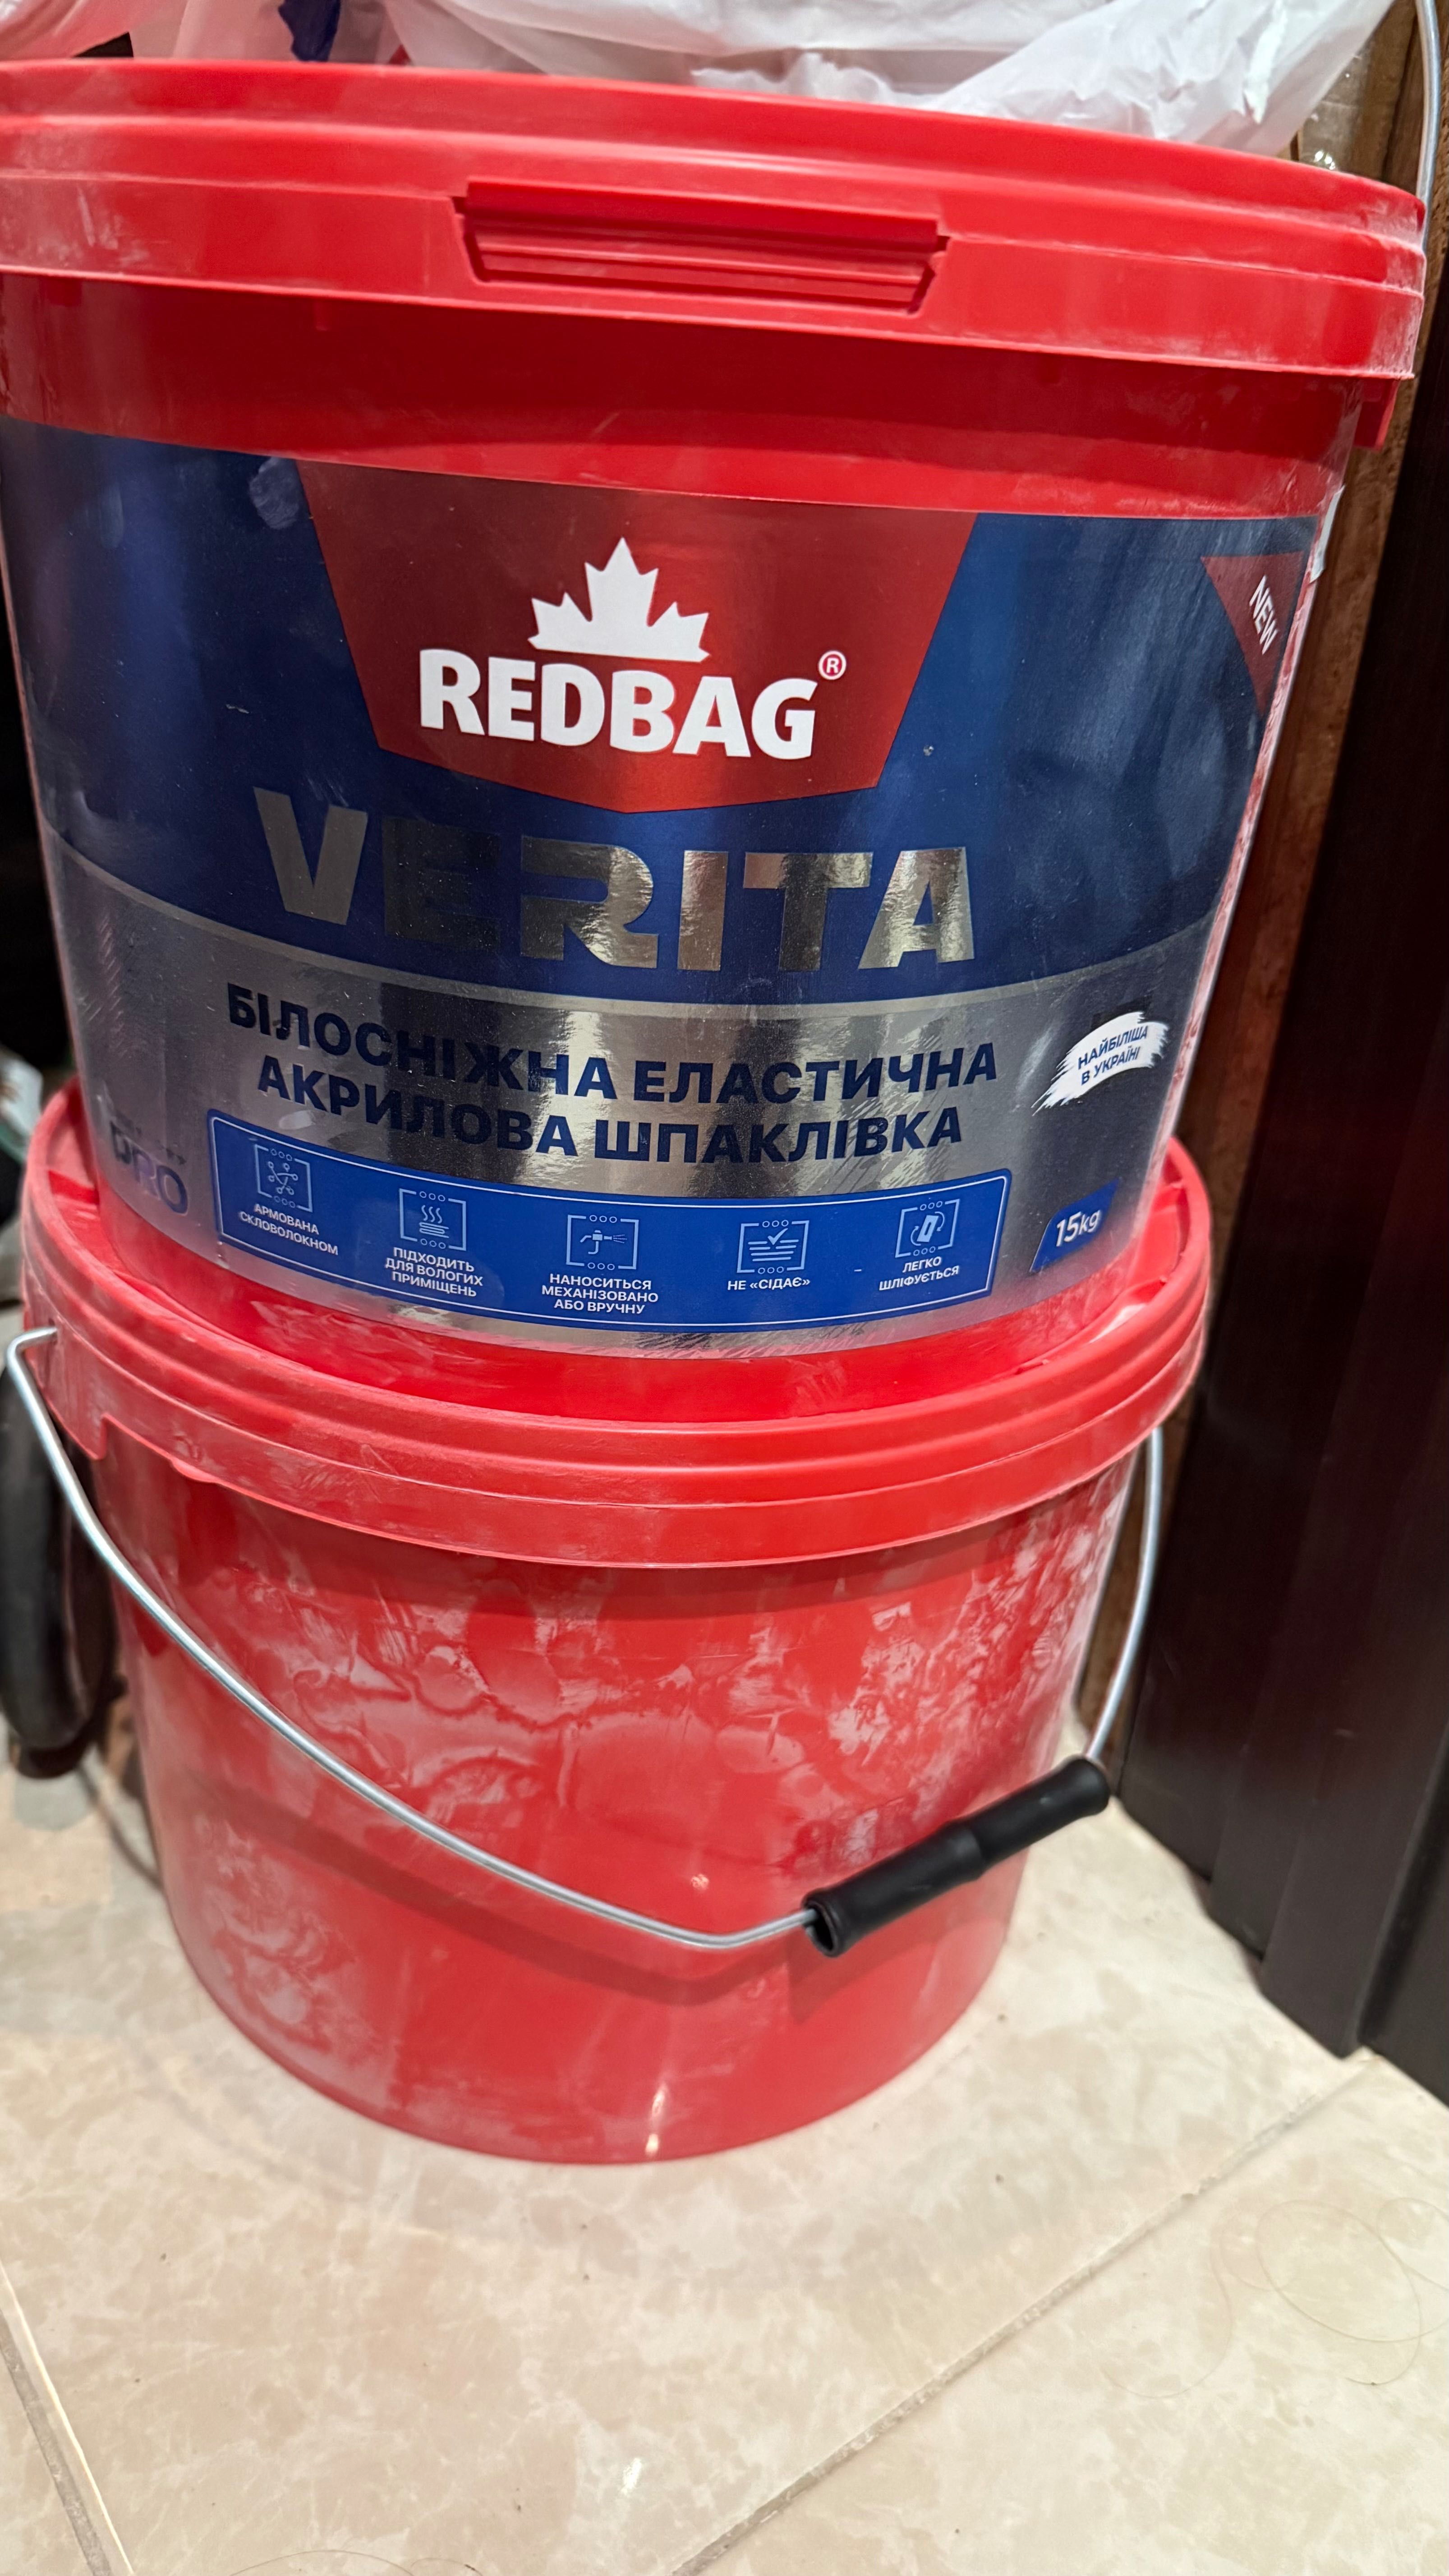 REDBAG®
NEW
VERITA
БІЛОСНІЖНА ЕЛАСТИЧНА
АКРИЛОВА ШПАКЛІВКА
НАЙБІЛІША
В УКРАЇНІ
PRO
АРМОВАНА
СКЛОВОЛОКНОМ
ПІДХОДИТЬ
ДЛЯ ВОЛОГИХ
ПРИМІЩЕНЬ
НАНОСИТЬСЯ
МЕХАНІЗОВАНО
АБО ВРУЧНУ
НЕ «СІДАЄ»
ЛЕГКО
ШЛІФУЄТЬСЯ
15kg